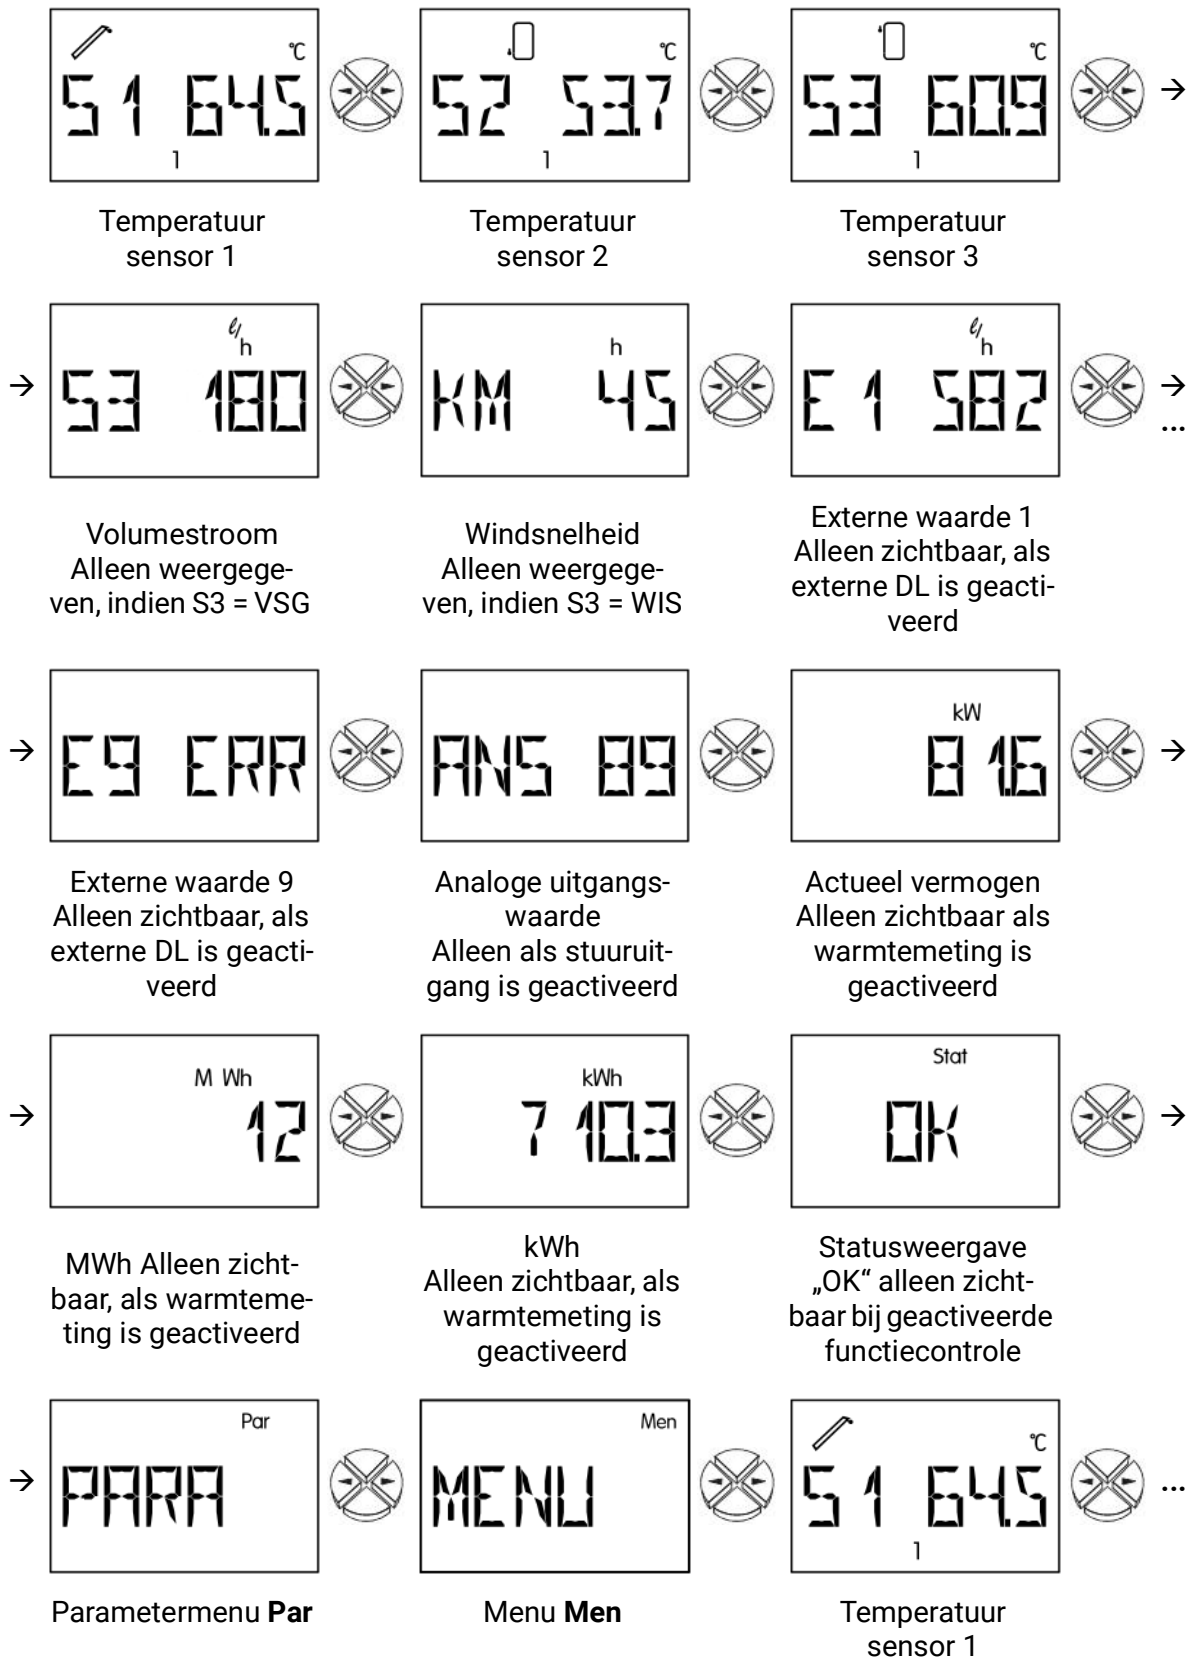 °C
S1 64.5
1
Temperatuur
sensor 1
°C
S2 53.7
1
Temperatuur
sensor 2
°C
S3 60.9
1
Temperatuur
sensor 3
→
→
l/h
S3 180
Volumestroom
Alleen weergege-
ven, indien S3 = VSG
h
KM 45
Windsnelheid
Alleen weergege-
ven, indien S3 = WIS
l/h
E1 582
Externe waarde 1
Alleen zichtbaar, als
externe DL is geacti-
veerd
→
...
→
E9 ERR
Externe waarde 9
Alleen zichtbaar, als
externe DL is geacti-
veerd
ANS 89
Analoge uitgangs-
waarde
Alleen als stuuruit-
gang is geactiveerd
kW
8 1.6
Actueel vermogen
Alleen zichtbaar als
warmtemeting is
geactiveerd
→
→
M Wh
12
MWh Alleen zicht-
baar, als warmteme-
ting is geactiveerd
kWh
7 10.3
kWh
Alleen zichtbaar, als
warmtemeting is
geactiveerd
Stat
OK
Statusweergave
„OK“ alleen zicht-
baar bij geactiveerde
functiecontrole
→
→
Par
PARA
Parametermenu Par
Men
MENU
Menu Men
°C
S1 64.5
1
Temperatuur
sensor 1
...